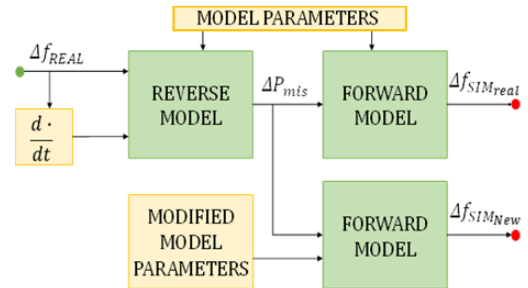 MODEL PARAMETERS
Δf_REAL
REVERSE
MODEL
ΔP_mis
FORWARD
MODEL
Δf_SIM_real
d ·
dt
MODIFIED
MODEL
PARAMETERS
FORWARD
MODEL
Δf_SIM_New